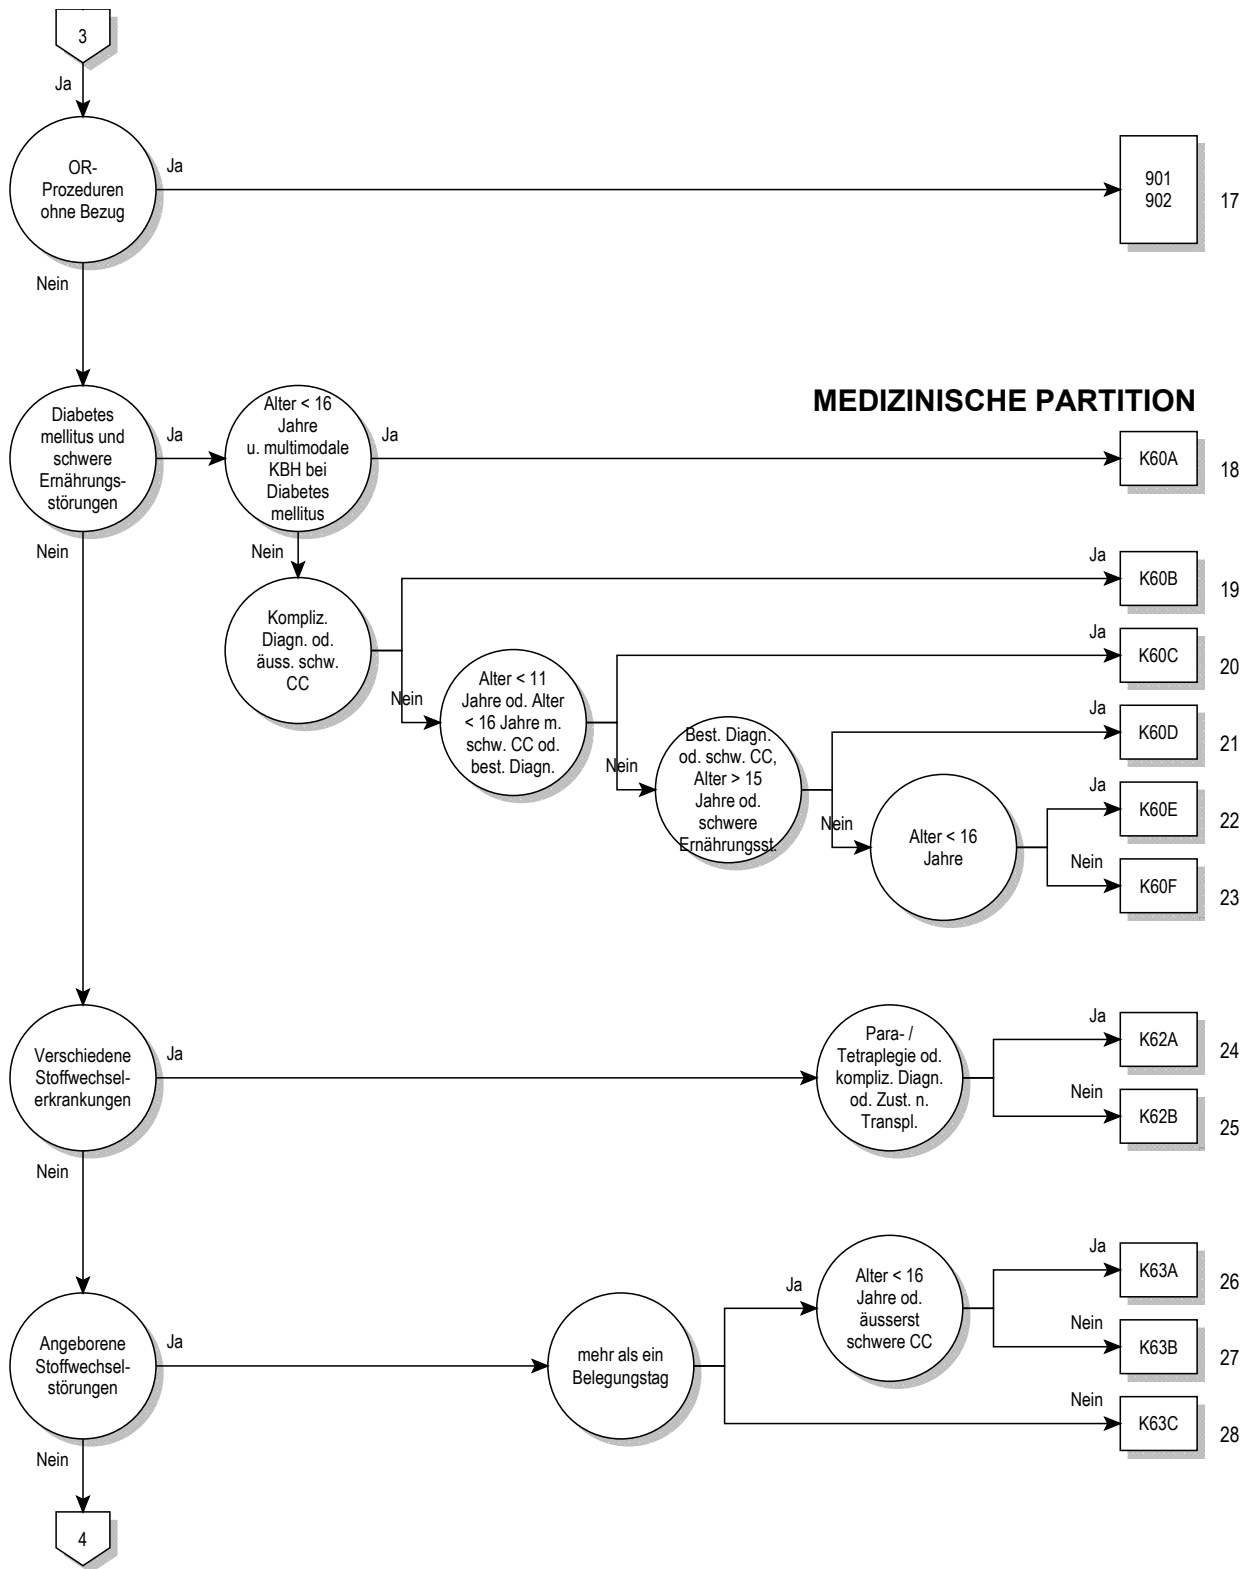 3
Ja
OR-
Prozeduren
ohne Bezug
Ja
901
902
17
Nein
MEDIZINISCHE PARTITION
Diabetes
mellitus und
schwere
Ernährungs-
störungen
Ja
Alter < 16
Jahre
u. multimodale
KBH bei
Diabetes
mellitus
Ja
K60A
18
Nein
Nein
Kompliz.
Diagn. od.
äuss. schw.
CC
Ja
K60B
19
Nein
Alter < 11
Jahre od. Alter
< 16 Jahre m.
schw. CC od.
best. Diagn.
Ja
K60C
20
Nein
Best. Diagn.
od. schw. CC,
Alter > 15
Jahre od.
schwere
Ernährungsst.
Ja
K60D
21
Nein
Alter < 16
Jahre
Ja
K60E
22
Nein
K60F
23
Verschiedene
Stoffwechsel-
erkrankungen
Ja
Para- /
Tetraplegie od.
kompliz. Diagn.
od. Zust. n.
Transpl.
Ja
K62A
24
Nein
K62B
25
Nein
Angeborene
Stoffwechsel-
störungen
Ja
mehr als ein
Belegungstag
Ja
Alter < 16
Jahre od.
äusserst
schwere CC
Ja
K63A
26
Nein
K63B
27
Nein
K63C
28
Nein
4